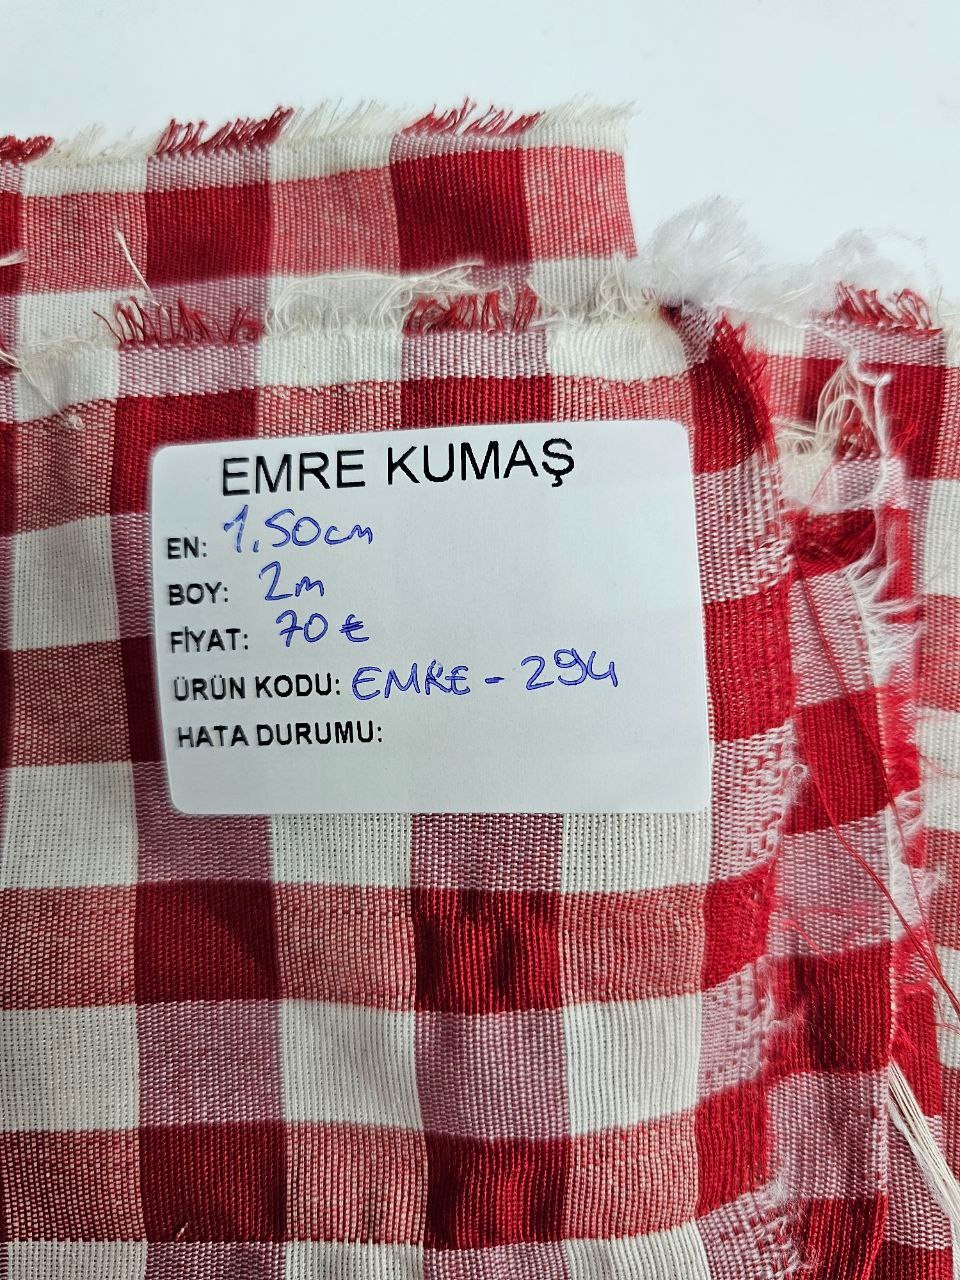 EMRE KUMAŞ
EN: 1.50cm
BOY: 2m
FİYAT: 70 €
ÜRÜN KODU: EMRE - 294
HATA DURUMU: